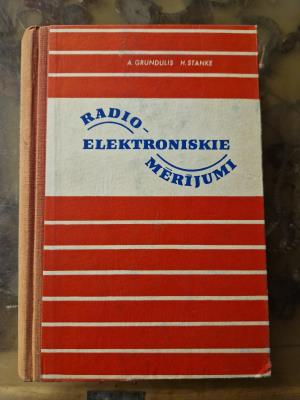 A. GRUNDULIS H. STANKE
RADIO-
ELEKTRONISKIE
MĒRĪJUMI